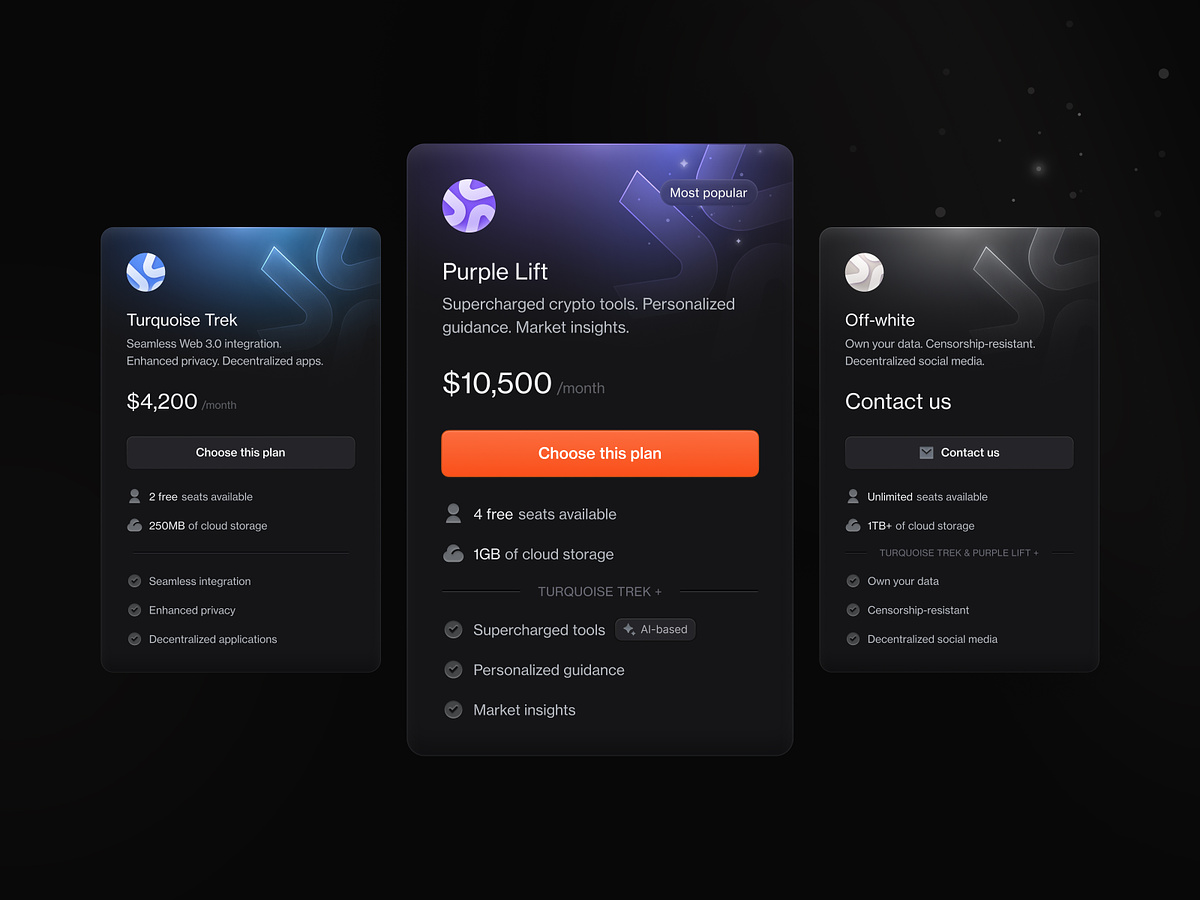 Turquoise Trek
Seamless Web 3.0 integration.
Enhanced privacy. Decentralized apps.
$4,200 /month
Choose this plan
2 free seats available
250MB of cloud storage
Seamless integration
Enhanced privacy
Decentralized applications
Most popular
Purple Lift
Supercharged crypto tools. Personalized
guidance. Market insights.
$10,500 /month
Choose this plan
4 free seats available
1GB of cloud storage
TURQUOISE TREK +
Supercharged tools AI-based
Personalized guidance
Market insights
Off-white
Own your data. Censorship-resistant.
Decentralized social media.
Contact us
Contact us
Unlimited seats available
1TB+ of cloud storage
TURQUOISE TREK & PURPLE LIFT +
Own your data
Censorship-resistant
Decentralized social media